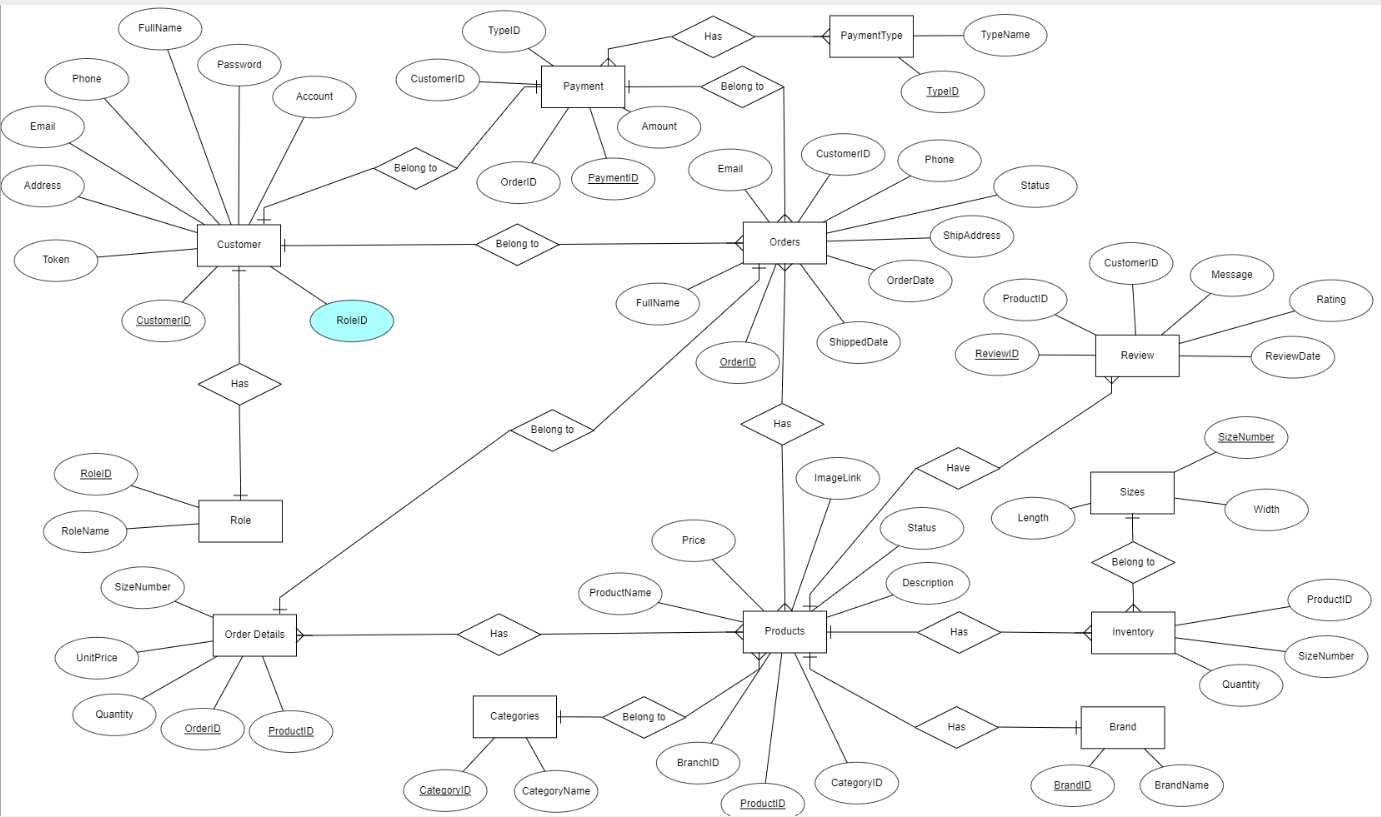 FullName
TypeID
Has
PaymentType
TypeName
Password
Phone
CustomerID
Payment
Belong to
TypeID
Account
Email
Amount
Belong to
OrderID
PaymentID
Email
CustomerID
Phone
Status
Address
Customer
Belong to
Orders
ShipAddress
Token
CustomerID
Message
OrderDate
FullName
ProductID
Rating
CustomerID
RoleID
OrderID
ShippedDate
ReviewID
Review
ReviewDate
Has
Belong to
Has
SizeNumber
RoleID
Have
ImageLink
Sizes
Role
Length
Width
RoleName
Price
Status
Belong to
SizeNumber
ProductName
Description
ProductID
Order Details
Has
Products
Has
Inventory
UnitPrice
SizeNumber
Quantity
Quantity
OrderID
ProductID
Categories
Belong to
Has
Brand
BranchID
CategoryID
CategoryID
CategoryName
ProductID
BrandID
BrandName